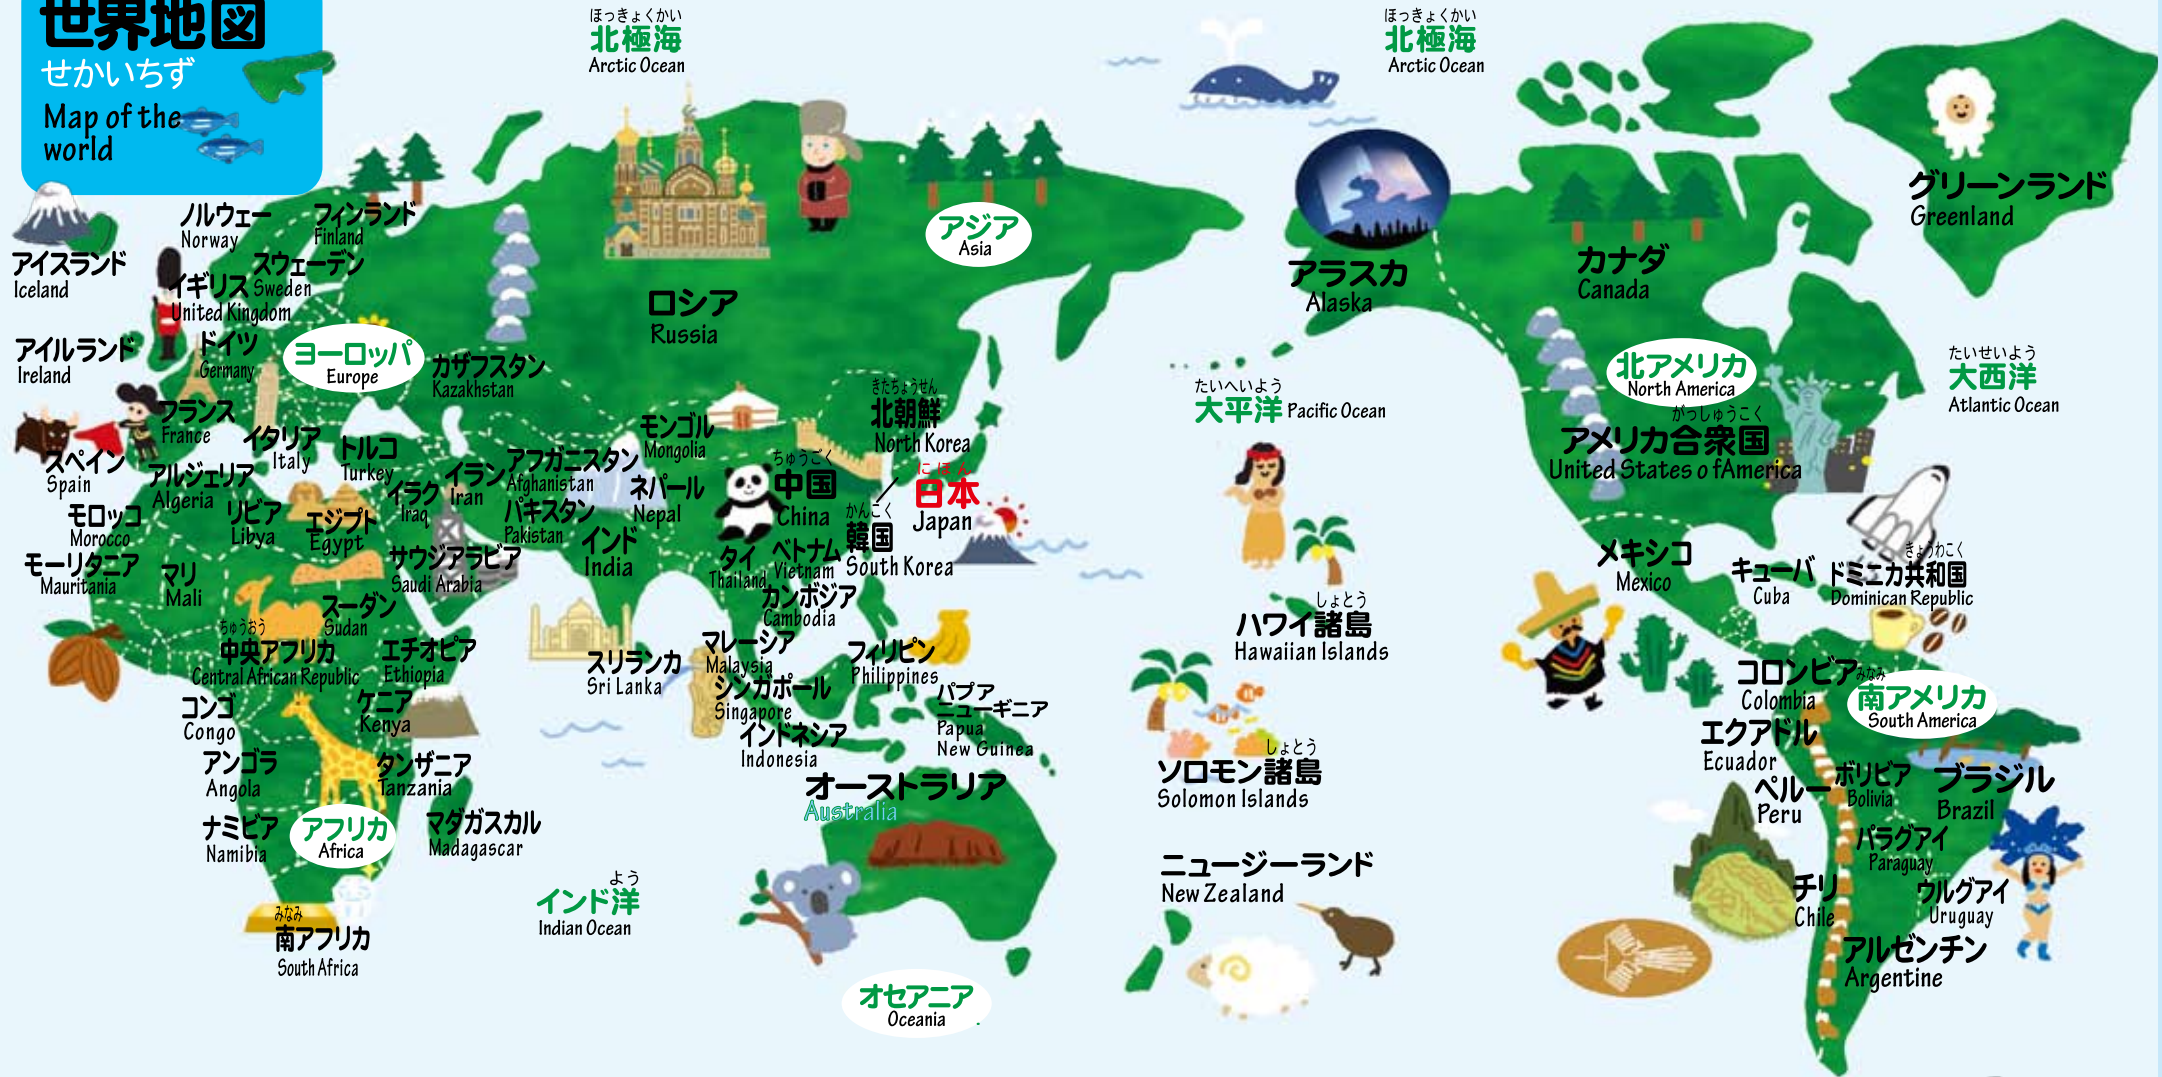 世界地図
せかいちず
Map of the
world
ほっきょくかい
北極海
Arctic Ocean
ほっきょくかい
北極海
Arctic Ocean
グリーンランド
Greenland
ノルウェー
Norway
フィンランド
Finland
アジア
Asia
アイスランド
Iceland
スウェーデン
Sweden
イギリス
United Kingdom
ロシア
Russia
アラスカ
Alaska
カナダ
Canada
アイルランド
Ireland
ドイツ
Germany
ヨーロッパ
Europe
カザフスタン
Kazakhstan
北アメリカ
North America
たいせいよう
大西洋
Atlantic Ocean
たいへいよう
大平洋 Pacific Ocean
きたちょうせん
北朝鮮
North Korea
フランス
France
イタリア
Italy
トルコ
Turkey
モンゴル
Mongolia
がっしゅうこく
アメリカ合衆国
United States o fAmerica
スペイン
Spain
アルジェリア
Algeria
イラン
Iran
アフガニスタン
Afghanistan
イラク
Iraq
ネパール
Nepal
ちゅうごく
中国
China
にほん
日本
Japan
モロッコ
Morocco
リビア
Libya
エジプト
Egypt
パキスタン
Pakistan
インド
India
かんこく
韓国
South Korea
モーリタニア
Mauritania
マリ
Mali
サウジアラビア
Saudi Arabia
タイ
Thailand
ベトナム
Vietnam
カンボジア
Cambodia
メキシコ
Mexico
キューバ
Cuba
きょうわこく
ドミニカ共和国
Dominican Republic
スーダン
Sudan
ちゅうおう
中央アフリカ
Central African Republic
エチオピア
Ethiopia
スリランカ
Sri Lanka
マレーシア
Malaysia
フィリピン
Philippines
しょとう
ハワイ諸島
Hawaiian Islands
コンゴ
Congo
ケニア
Kenya
シンガポール
Singapore
パプア
ニューギニア
Papua
New Guinea
インドネシア
Indonesia
コロンビア
Colombia
みなみ
南アメリカ
South America
エクアドル
Ecuador
アンゴラ
Angola
タンザニア
Tanzania
オーストラリア
Australia
しょとう
ソロモン諸島
Solomon Islands
ペルー
Peru
ボリビア
Bolivia
ブラジル
Brazil
ナミビア
Namibia
アフリカ
Africa
マダガスカル
Madagascar
パラグアイ
Paraguay
よう
インド洋
Indian Ocean
ニュージーランド
New Zealand
チリ
Chile
ウルグアイ
Uruguay
みなみ
南アフリカ
South Africa
アルゼンチン
Argentine
オセアニア
Oceania